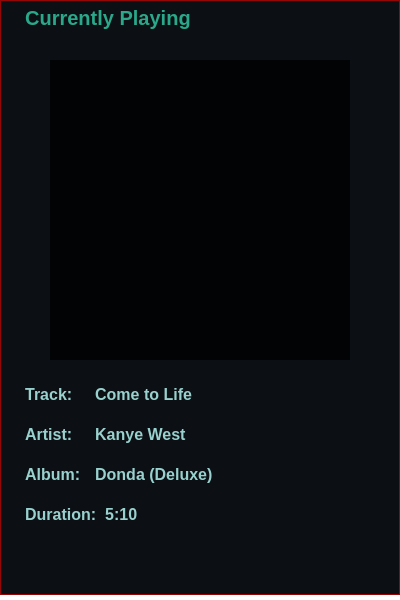 Currently Playing
Track: Come to Life
Artist: Kanye West
Album: Donda (Deluxe)
Duration: 5:10